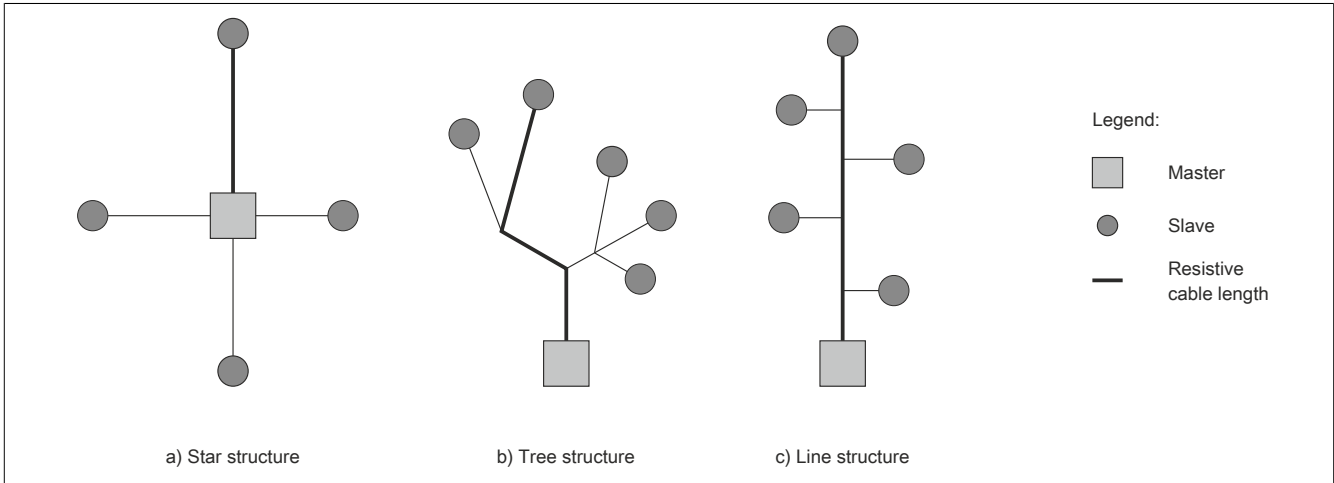 Legend:
Master
Slave
Resistive
cable length
a) Star structure
b) Tree structure
c) Line structure